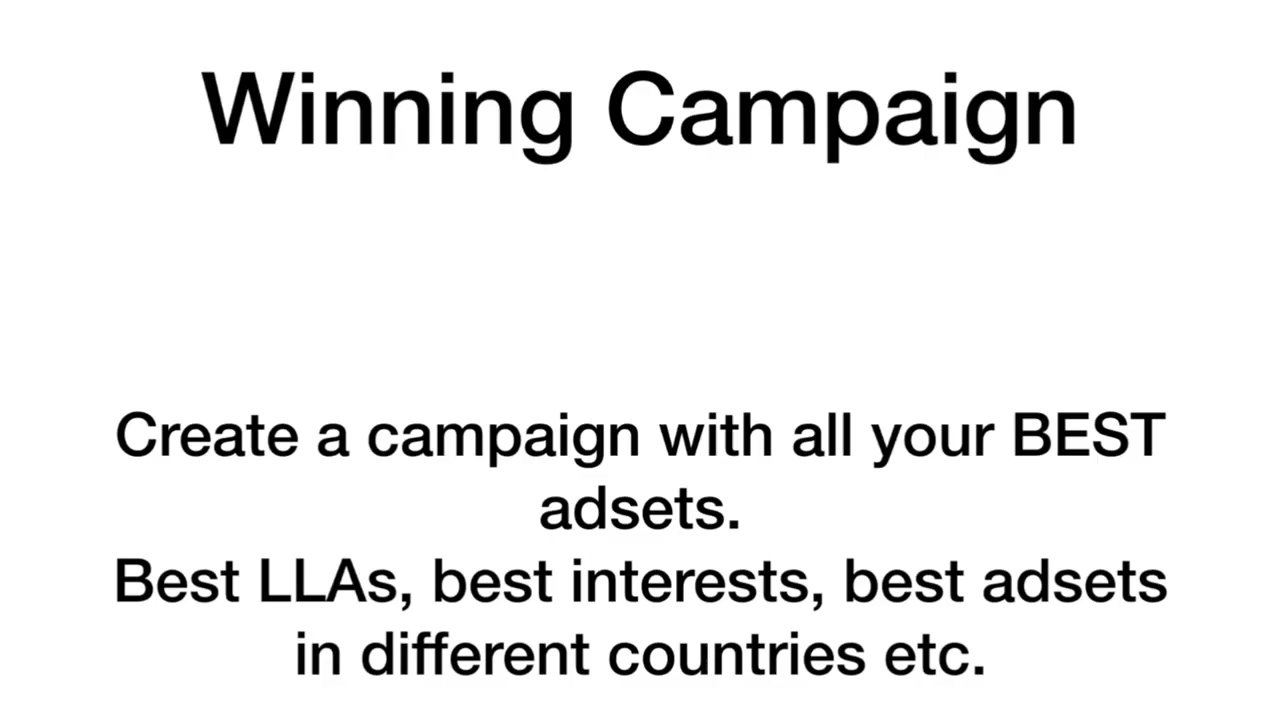 Winning Campaign
Create a campaign with all your BEST
adsets.
Best LLAs, best interests, best adsets
in different countries etc.